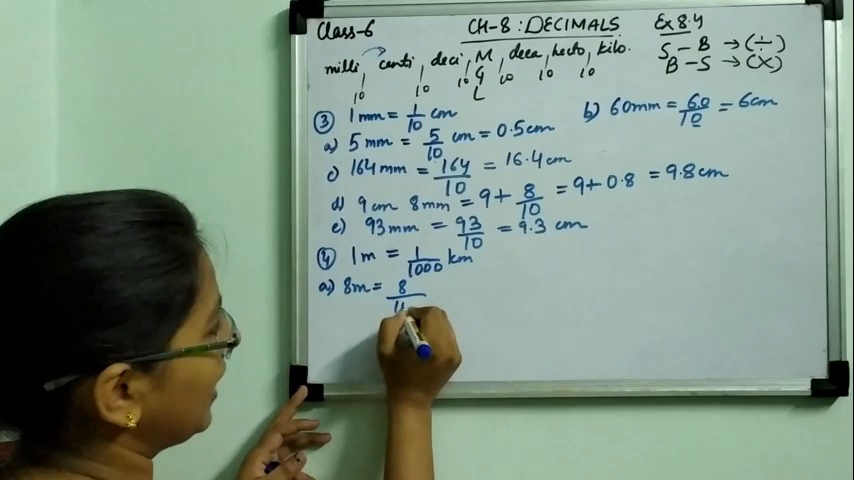 Class-6 CH-8 : DECIMALS Ex 8.4
milli centi deci M deca hecto kilo. S - B → (÷)
G B - S → (×)
L
10 10 10 10 10 10
③ 1mm = 1/10 cm b) 60mm = 60/10 = 6cm
a) 5 mm = 5/10 cm = 0.5cm
c) 164mm = 164/10 = 16.4cm
d) 9cm 8mm = 9 + 8/10 = 9 + 0.8 = 9.8cm
e) 93mm = 93/10 = 9.3 cm
④ 1m = 1/1000 km
a) 8m = 8/